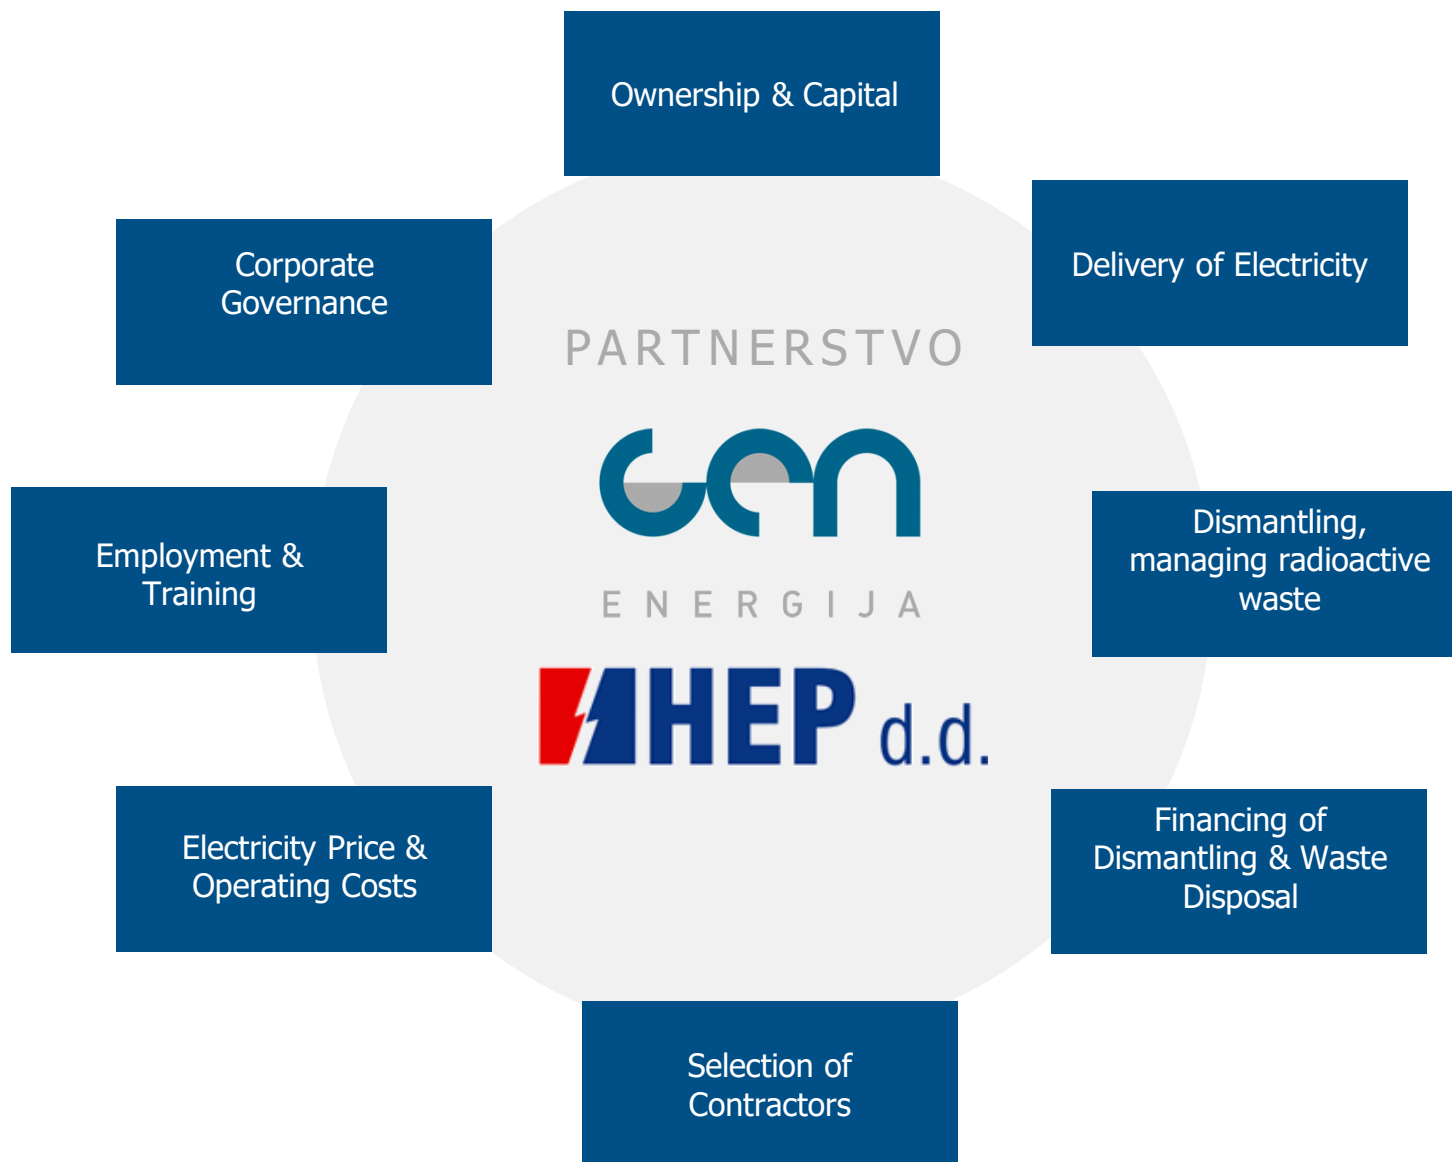 Ownership & Capital
Delivery of Electricity
Corporate
Governance
PARTNERSTVO
gen
ENERGIJA
HEP d.d.
Employment &
Training
Dismantling,
managing radioactive
waste
Electricity Price &
Operating Costs
Financing of
Dismantling & Waste
Disposal
Selection of
Contractors